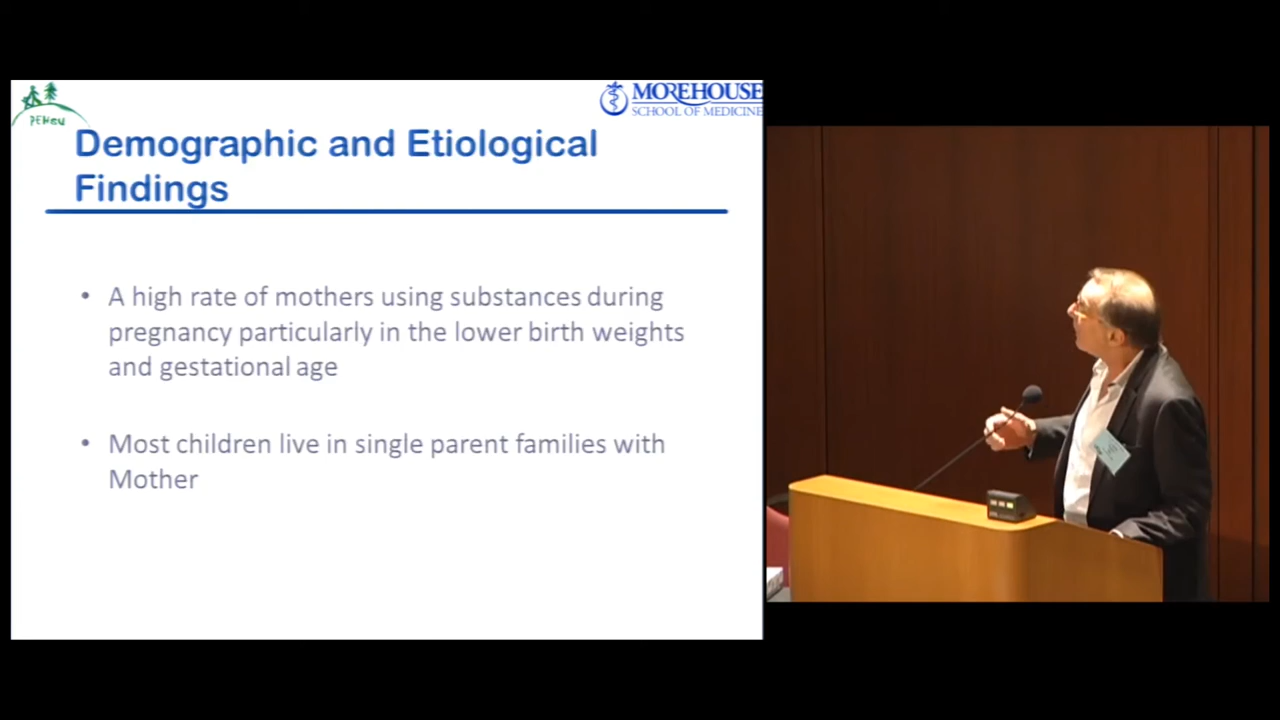 PEHSU
MOREHOUSE
SCHOOL OF MEDICINE
Demographic and Etiological
Findings
• A high rate of mothers using substances during
pregnancy particularly in the lower birth weights
and gestational age
• Most children live in single parent families with
Mother